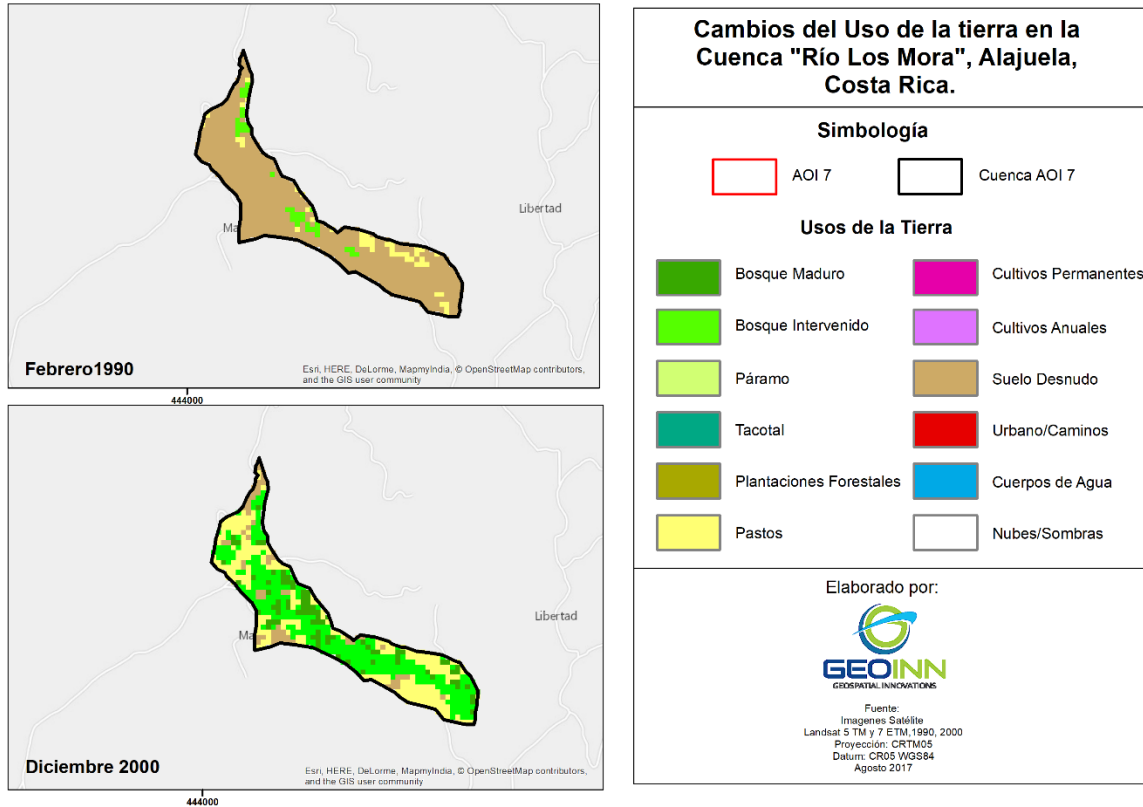 Libertad
Ma
Febrero1990
Esri, HERE, DeLorme, MapmyIndia, © OpenStreetMap contributors,
and the GIS user community
444000
Libertad
Ma
Diciembre 2000
Esri, HERE, DeLorme, MapmyIndia, © OpenStreetMap contributors,
and the GIS user community
444000
Cambios del Uso de la tierra en la
Cuenca "Río Los Mora", Alajuela,
Costa Rica.
Simbología
AOI 7
Cuenca AOI 7
Usos de la Tierra
Bosque Maduro
Cultivos Permanentes
Bosque Intervenido
Cultivos Anuales
Páramo
Suelo Desnudo
Tacotal
Urbano/Caminos
Plantaciones Forestales
Cuerpos de Agua
Pastos
Nubes/Sombras
Elaborado por:
GEOINN
GEOSPATIAL INNOVATIONS
Fuente:
Imagenes Satélite
Landsat 5 TM y 7 ETM,1990, 2000
Proyección: CRTM05
Datum: CR05 WGS84
Agosto 2017